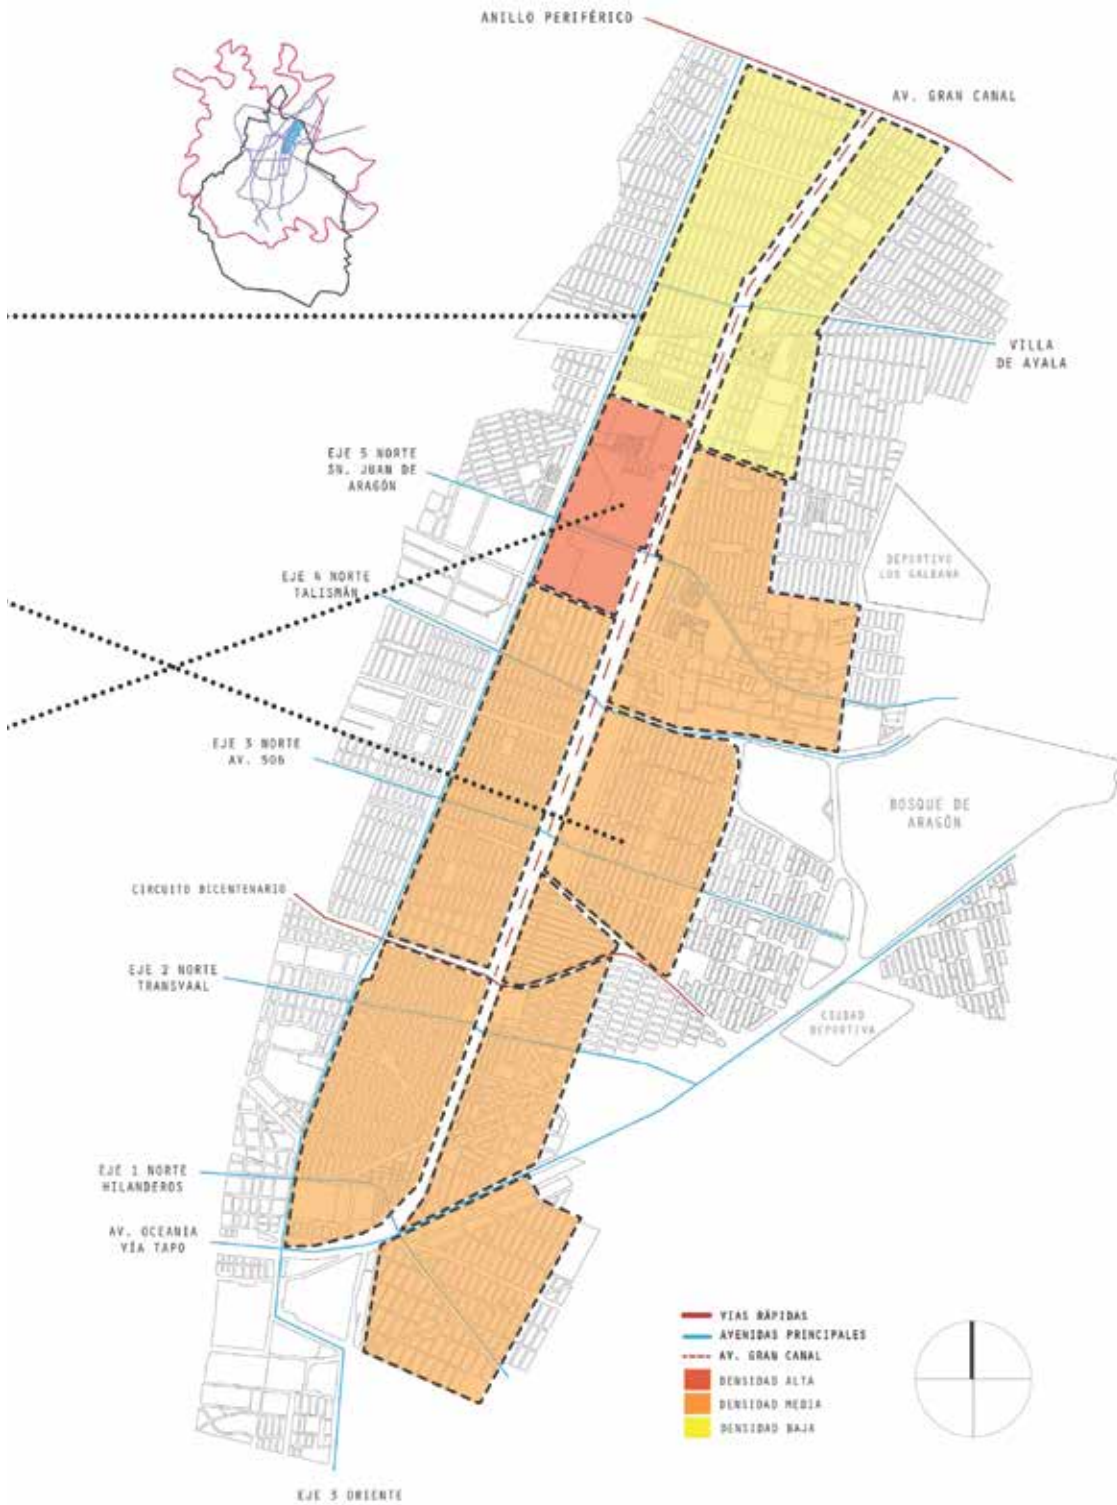 ANILLO PERIFÉRICO
AV. GRAN CANAL
VILLA
DE AYALA
EJE 5 NORTE
SN. JUAN DE
ARAGÓN
DEPORTIVO
LOS GALEANA
EJE 4 NORTE
TALISMÁN
EJE 3 NORTE
AV. 506
BOSQUE DE
ARAGÓN
CIRCUITO BICENTENARIO
EJE 2 NORTE
TRANSVAAL
CIUDAD
DEPORTIVA
EJE 1 NORTE
HILANDEROS
AV. OCEANIA
VÍA TAPO
VIAS RÁPIDAS
AVENIDAS PRINCIPALES
AV. GRAN CANAL
DENSIDAD ALTA
DENSIDAD MEDIA
DENSIDAD BAJA
EJE 3 ORIENTE